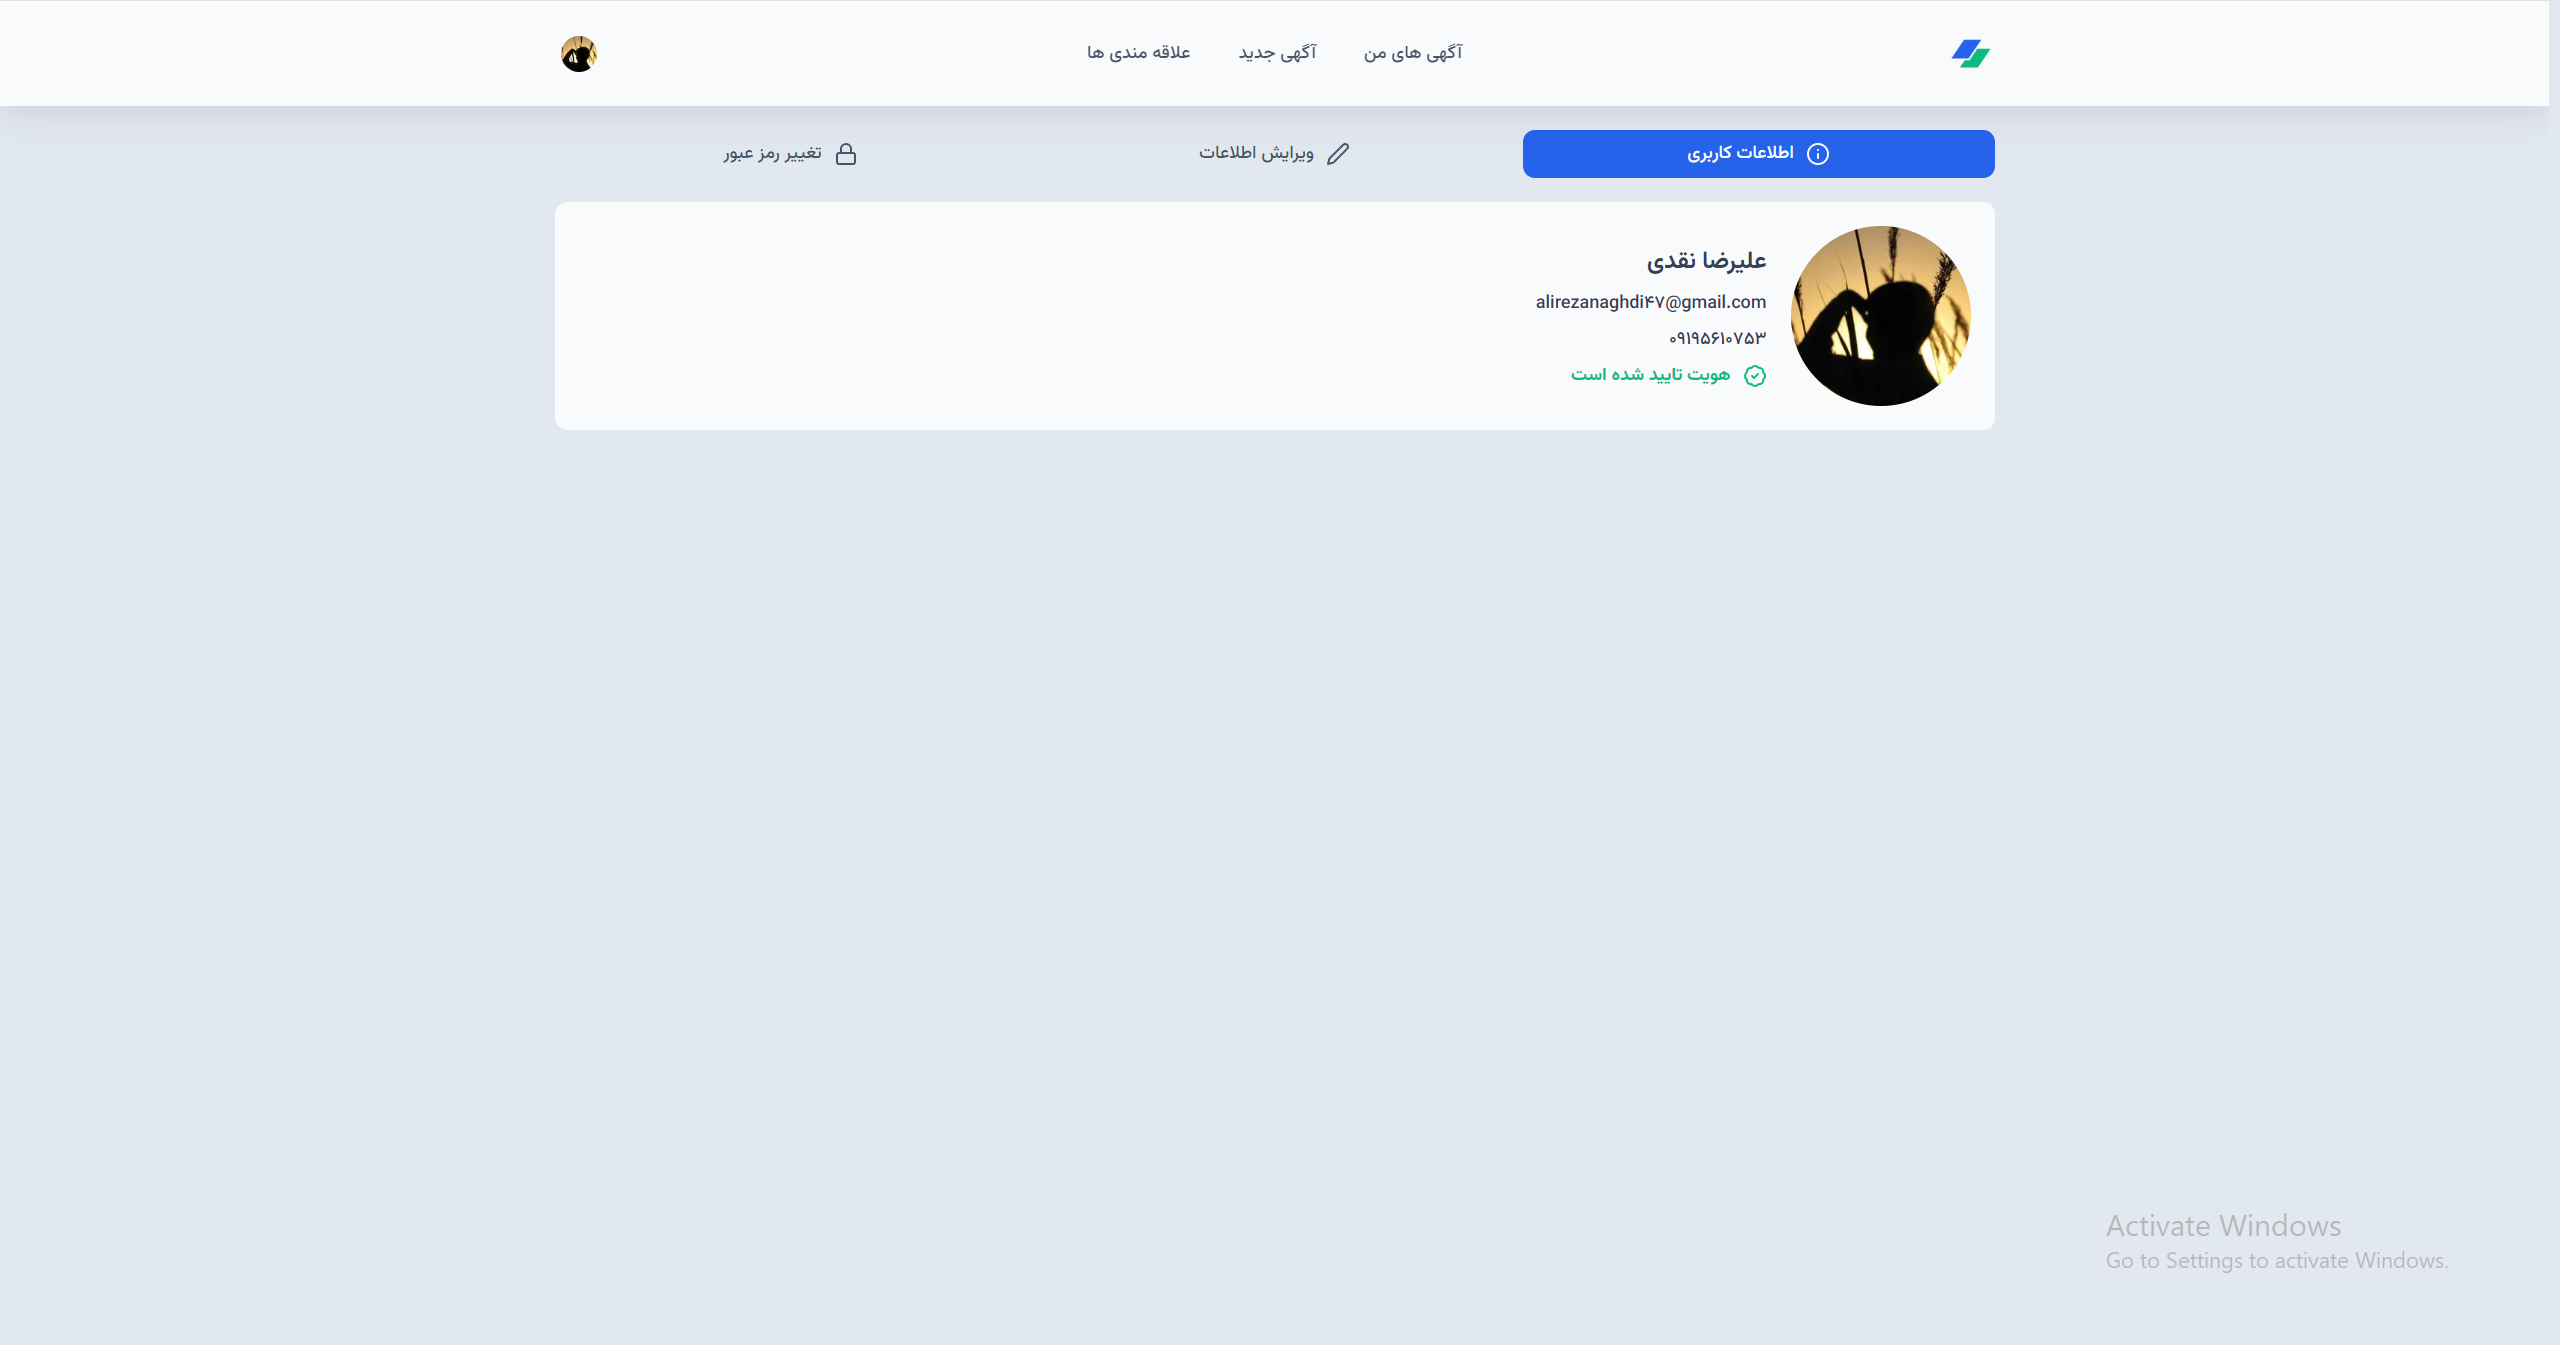 آگهی های من
آگهی جدید
علاقه مندی ها
اطلاعات کاربری
ویرایش اطلاعات
تغییر رمز عبور
علیرضا نقدی
alirezanaghdi۴۷@gmail.com
۰۹۱۹۵۶۱۰۷۵۳
هویت تایید شده است
Activate Windows
Go to Settings to activate Windows.